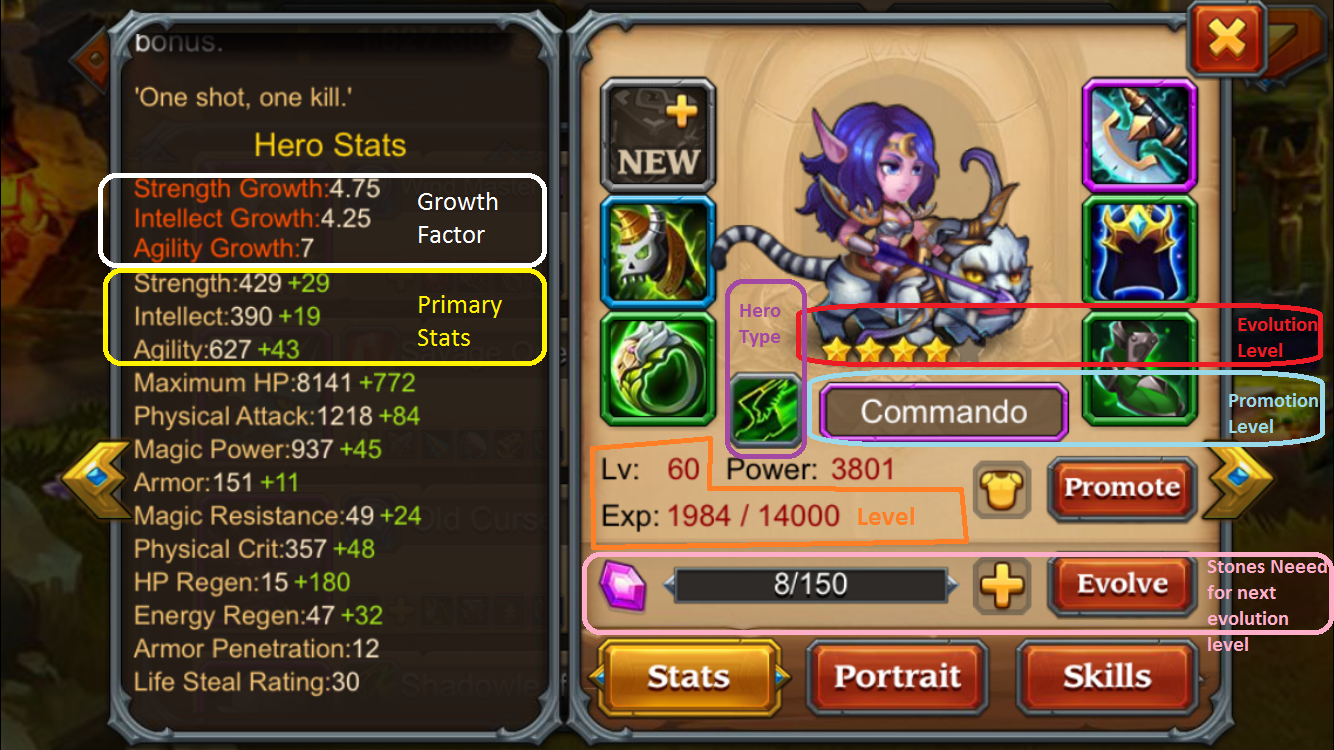 bonus.
'One shot, one kill.'
Hero Stats
Strength Growth:4.75
Intellect Growth:4.25
Agility Growth:7
Growth
Factor
Strength:429 +29
Intellect:390 +19
Agility:627 +43
Primary
Stats
Maximum HP:8141 +772
Physical Attack:1218 +84
Magic Power:937 +45
Armor:151 +11
Magic Resistance:49 +24
Physical Crit:357 +48
HP Regen:15 +180
Energy Regen:47 +32
Armor Penetration:12
Life Steal Rating:30
NEW
Hero
Type
Evolution
Level
Commando
Promotion
Level
Lv: 60 Power: 3801
Exp: 1984 / 14000 Level
Promote
8/150
Evolve
Stones Neeed
for next
evolution
level
Stats
Portrait
Skills